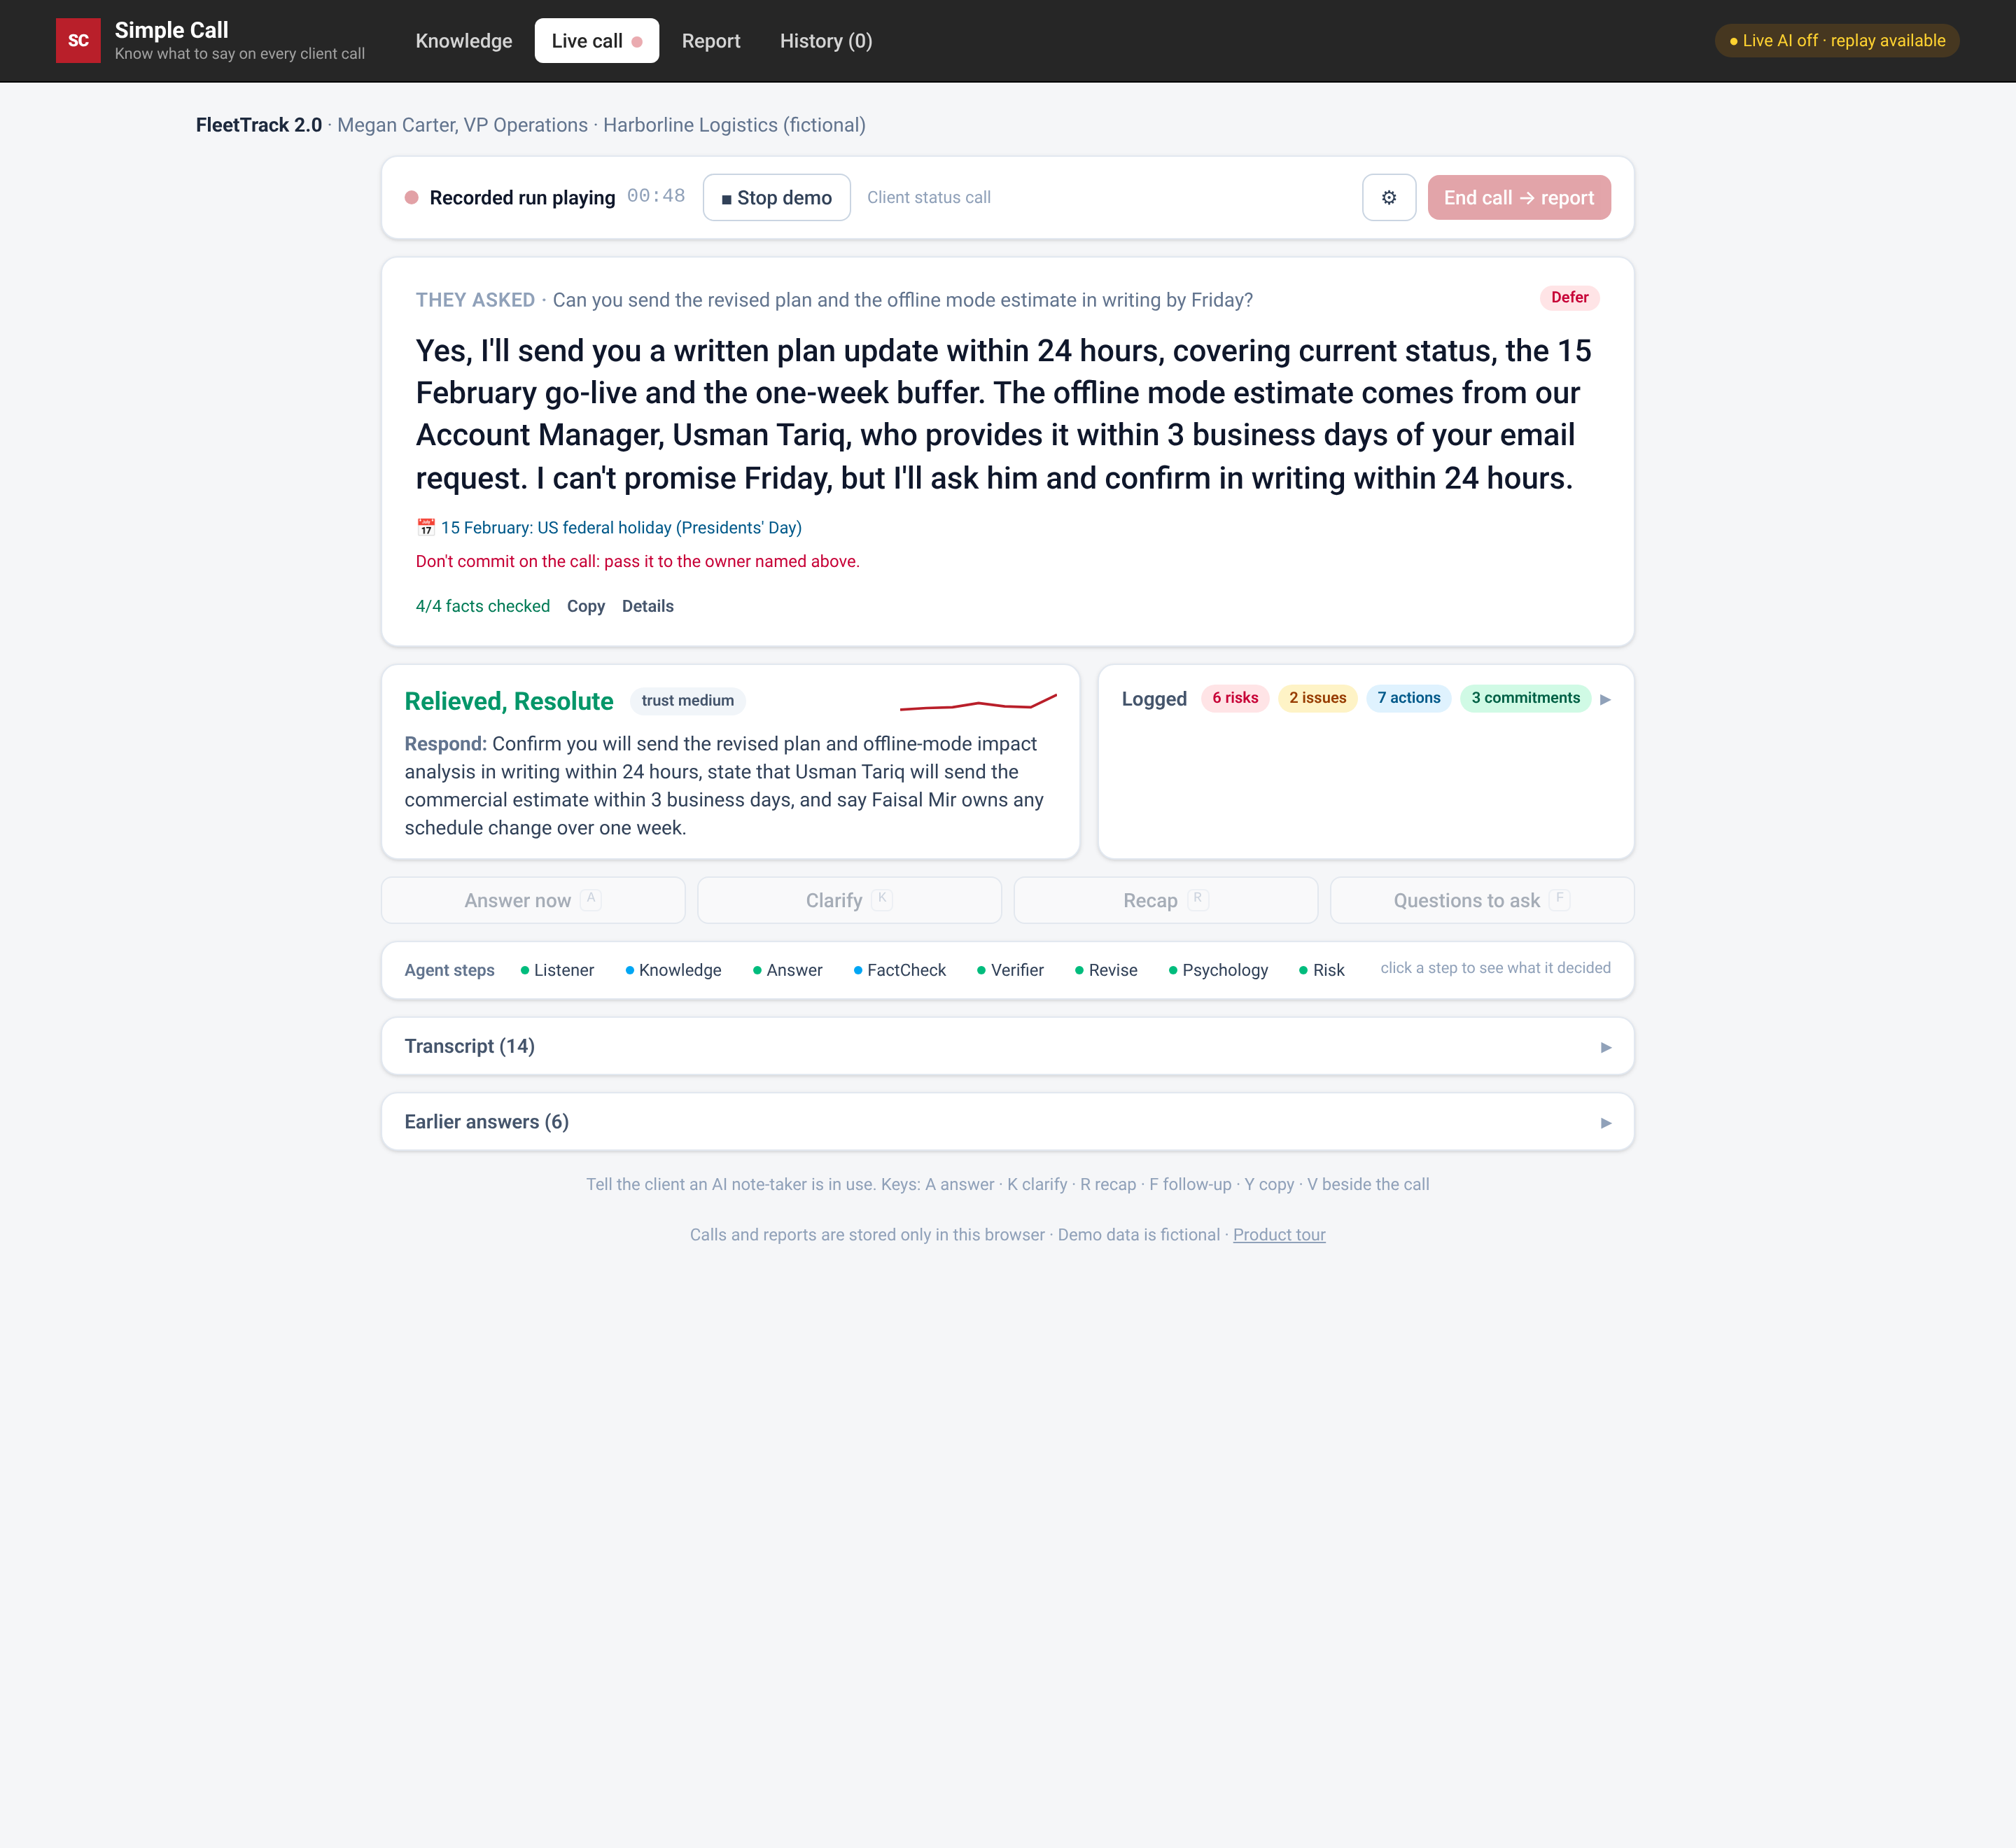 SC
Simple Call
Know what to say on every client call
Knowledge
Live call
Report
History (0)
● Live AI off · replay available
FleetTrack 2.0 · Megan Carter, VP Operations · Harborline Logistics (fictional)
Recorded run playing 00:48
■ Stop demo
Client status call
⚙
End call → report
THEY ASKED · Can you send the revised plan and the offline mode estimate in writing by Friday?
Defer
Yes, I'll send you a written plan update within 24 hours, covering current status, the 15
February go-live and the one-week buffer. The offline mode estimate comes from our
Account Manager, Usman Tariq, who provides it within 3 business days of your email
request. I can't promise Friday, but I'll ask him and confirm in writing within 24 hours.
📅 15 February: US federal holiday (Presidents' Day)
Don't commit on the call: pass it to the owner named above.
4/4 facts checked Copy Details
Relieved, Resolute
trust medium
Respond: Confirm you will send the revised plan and offline-mode impact
analysis in writing within 24 hours, state that Usman Tariq will send the
commercial estimate within 3 business days, and say Faisal Mir owns any
schedule change over one week.
Logged 6 risks 2 issues 7 actions 3 commitments ▶
Answer now A
Clarify K
Recap R
Questions to ask F
Agent steps ● Listener ● Knowledge ● Answer ● FactCheck ● Verifier ● Revise ● Psychology ● Risk click a step to see what it decided
Transcript (14) ▶
Earlier answers (6) ▶
Tell the client an AI note-taker is in use. Keys: A answer · K clarify · R recap · F follow-up · Y copy · V beside the call
Calls and reports are stored only in this browser · Demo data is fictional · Product tour